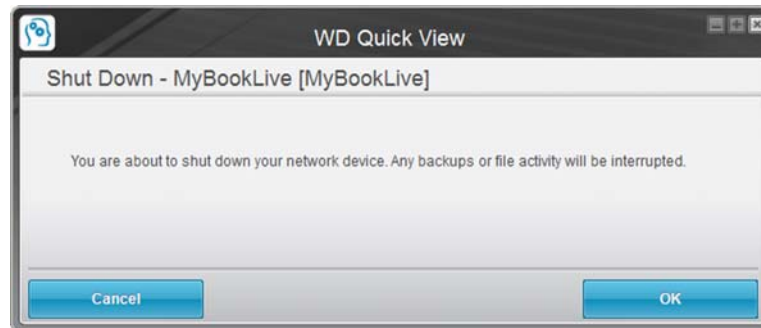 WD Quick View
Shut Down - MyBookLive [MyBookLive]
You are about to shut down your network device. Any backups or file activity will be interrupted.
Cancel
OK